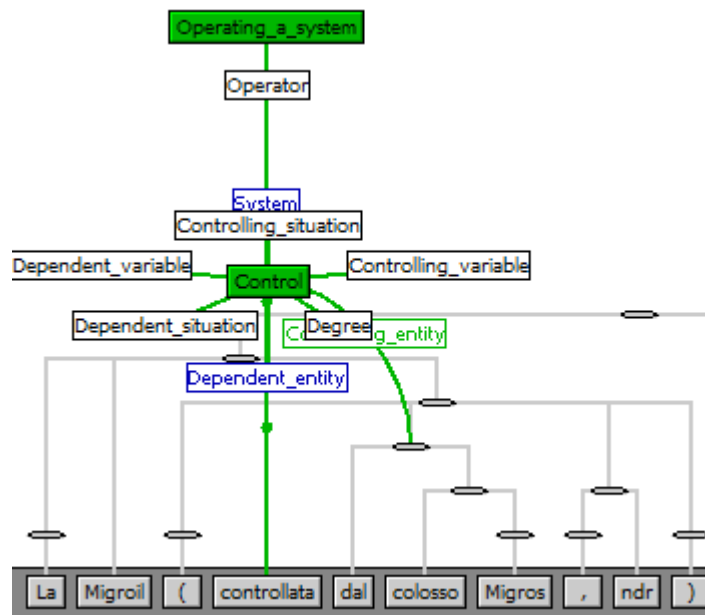 Operating_a_system
Operator
System
Controlling_situation
Dependent_variable Controlling_variable
Control
Dependent_situation Degree
Dependent_entity
La Migroil ( controllata dal colosso Migros , ndr )